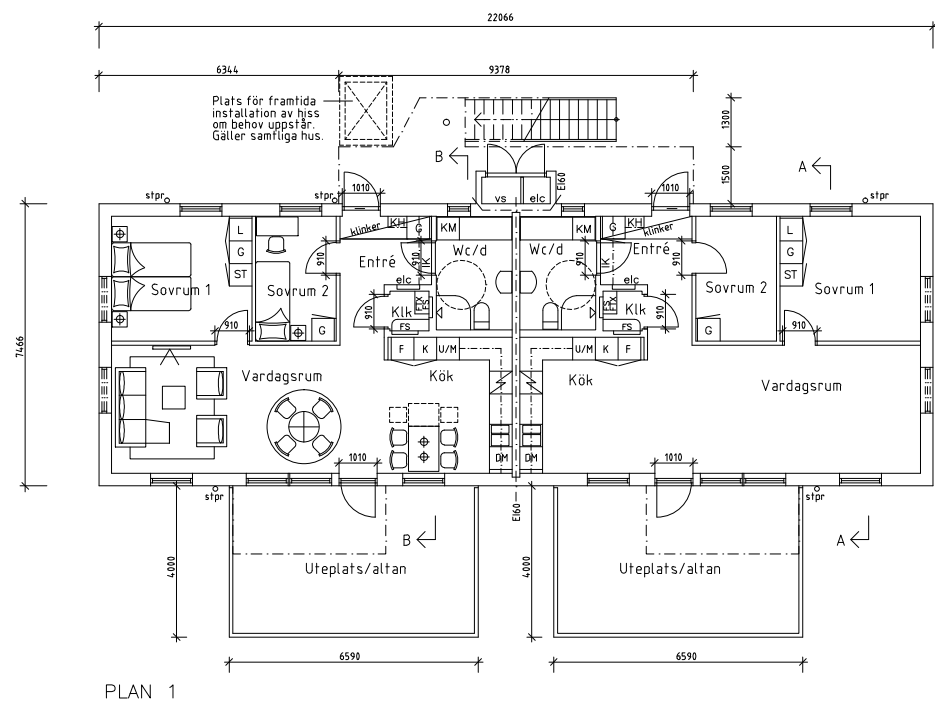 22066
6344
9378
Plats för framtida
installation av hiss
om behov uppstår.
Gäller samtliga hus.
1300
1500
B
A
stpr
stpr
1010
vs
elc
EI60
1010
stpr
7466
L
G
ST
Sovrum 1
Sovrum 2
G
910
910
klinker
KH
G
KM
Entré
910
IK
elc
Klk
910
FS
Wc/d
Wc/d
KM
G
KH
klinker
Entré
910
IK
elc
Klk
910
FS
Sovrum 2
G
L
G
ST
Sovrum 1
910
F
K
U/M
U/M
K
F
Vardagsrum
Kök
Kök
Vardagsrum
1010
DM
DM
1010
stpr
stpr
EI60
B
A
4000
4000
Uteplats/altan
Uteplats/altan
6590
6590
PLAN 1